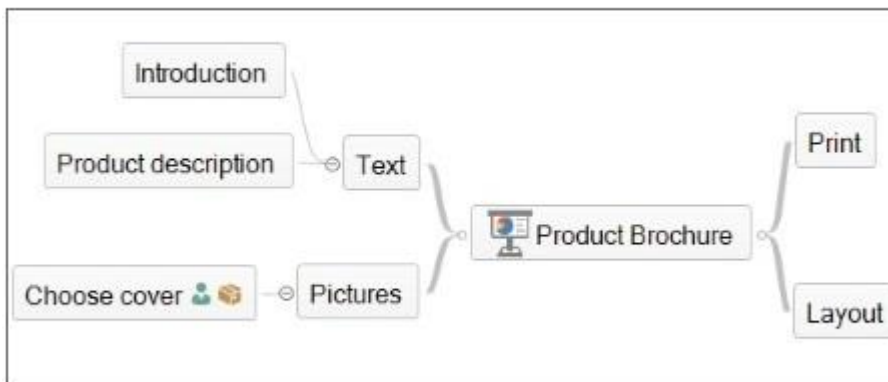 Introduction
Product description
Text
Choose cover
Pictures
Product Brochure
Print
Layout